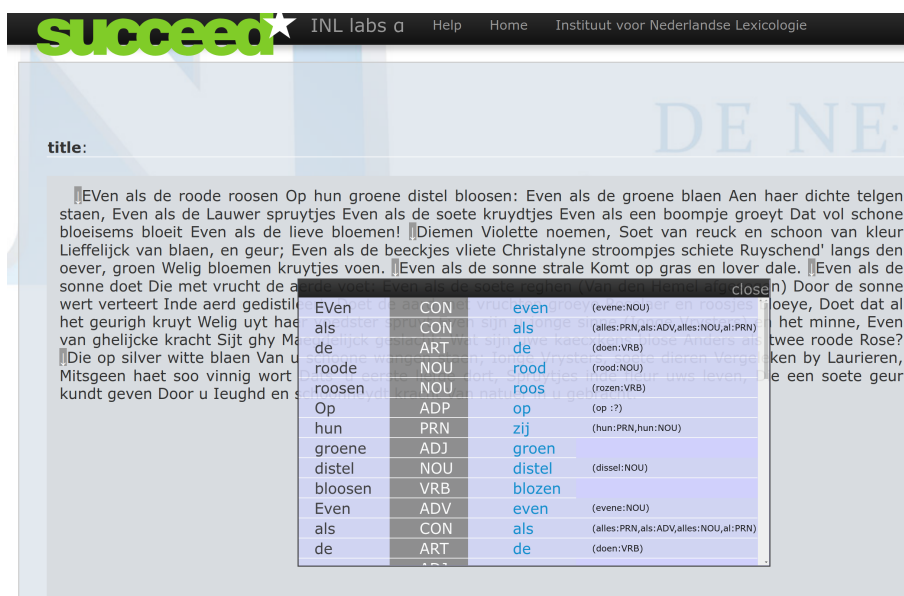 succeed
INL labs α Help Home Instituut voor Nederlandse Lexicologie
DE NE
title:
EVen als de roode roosen Op hun groene distel bloosen: Even als de groene blaen Aen haer dichte telgen
staen, Even als de Lauwer spruytjes Even als de soete kruydtjes Even als een boompje groeyt Dat vol schone
bloeisems bloeit Even als de lieve bloemen! Diemen Violette noemen, Soet van reuck en schoon van kleur
Lieffelijck van blaen, en geur; Even als de beeckjes vliete Christalyne stroompjes schiete Ruyschend' langs den
oever, groen Welig bloemen kruytjes voen. Even als de sonne strale Komt op gras en lover dale. Even als de
sonne doet Die met vrucht de aerde voet: Even als de soete reghen (Van den Hemel n) Door de sonne
wert verteert Inde aerd gedistil loeye, Doet dat al
het geurigh kruyt Welig uyt haer het minne, Even
van ghelijcke kracht Sijt ghy twee roode Rose?
Die op silver witte blaen Van ken by Laurieren,
Mitsgeen haet soo vinnig wort Die een soete geur
kundt geven Door u Ieughd en
close
EVen CON even (evene:NOU)
als CON als (alles:PRN,als:ADV,alles:NOU,al:PRN)
de ART de (doen:VRB)
roode NOU rood (rood:NOU)
roosen NOU roos (rozen:VRB)
Op ADP op (op :?)
hun PRN zij (hun:PRN,hun:NOU)
groene ADJ groen
distel NOU distel (dissel:NOU)
bloosen VRB blozen
Even ADV even (evene:NOU)
als CON als (alles:PRN,als:ADV,alles:NOU,al:PRN)
de ART de (doen:VRB)